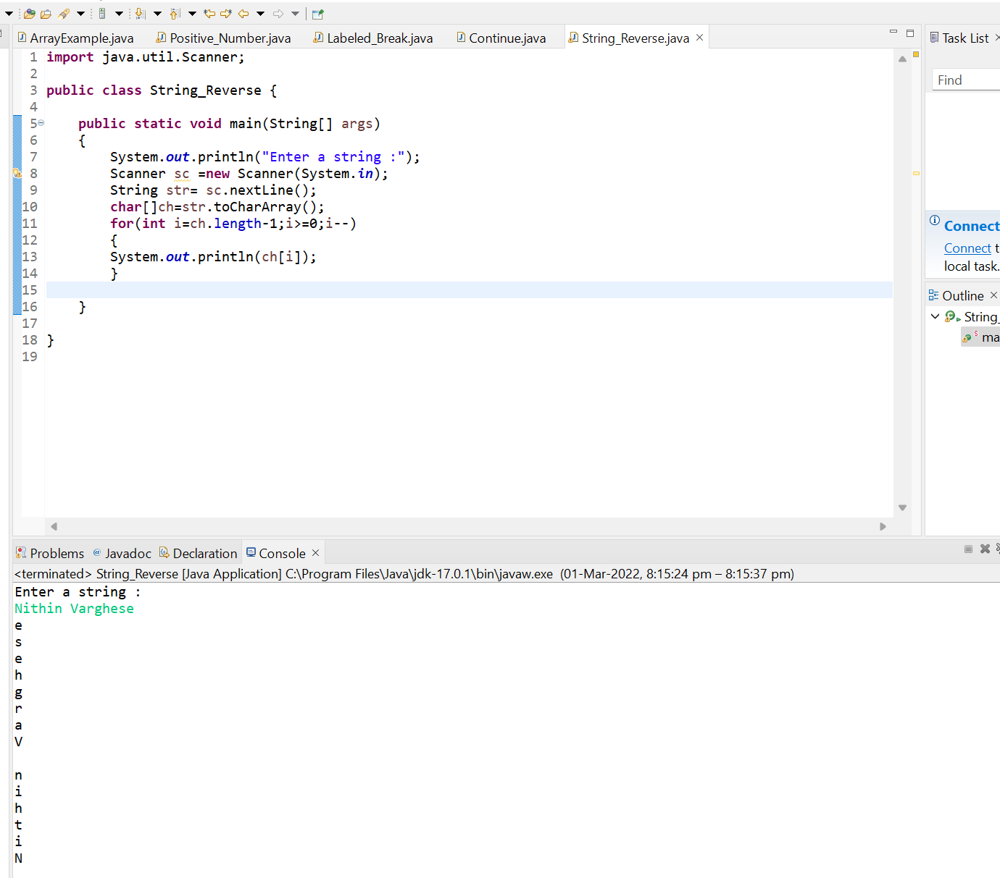 ArrayExample.java Positive_Number.java Labeled_Break.java Continue.java String_Reverse.java
1 import java.util.Scanner;
2
3 public class String_Reverse {
4
5     public static void main(String[] args)
6     {
7         System.out.println("Enter a string :");
8         Scanner sc =new Scanner(System.in);
9         String str= sc.nextLine();
10         char[]ch=str.toCharArray();
11         for(int i=ch.length-1;i>=0;i--)
12         {
13         System.out.println(ch[i]);
14         }
15
16     }
17
18 }
19
Task List
Find
Connect
Connect t
local task.
Outline
String_
ma
Problems Javadoc Declaration Console
<terminated> String_Reverse [Java Application] C:\Program Files\Java\jdk-17.0.1\bin\javaw.exe (01-Mar-2022, 8:15:24 pm – 8:15:37 pm)
Enter a string :
Nithin Varghese
e
s
e
h
g
r
a
V

n
i
h
t
i
N